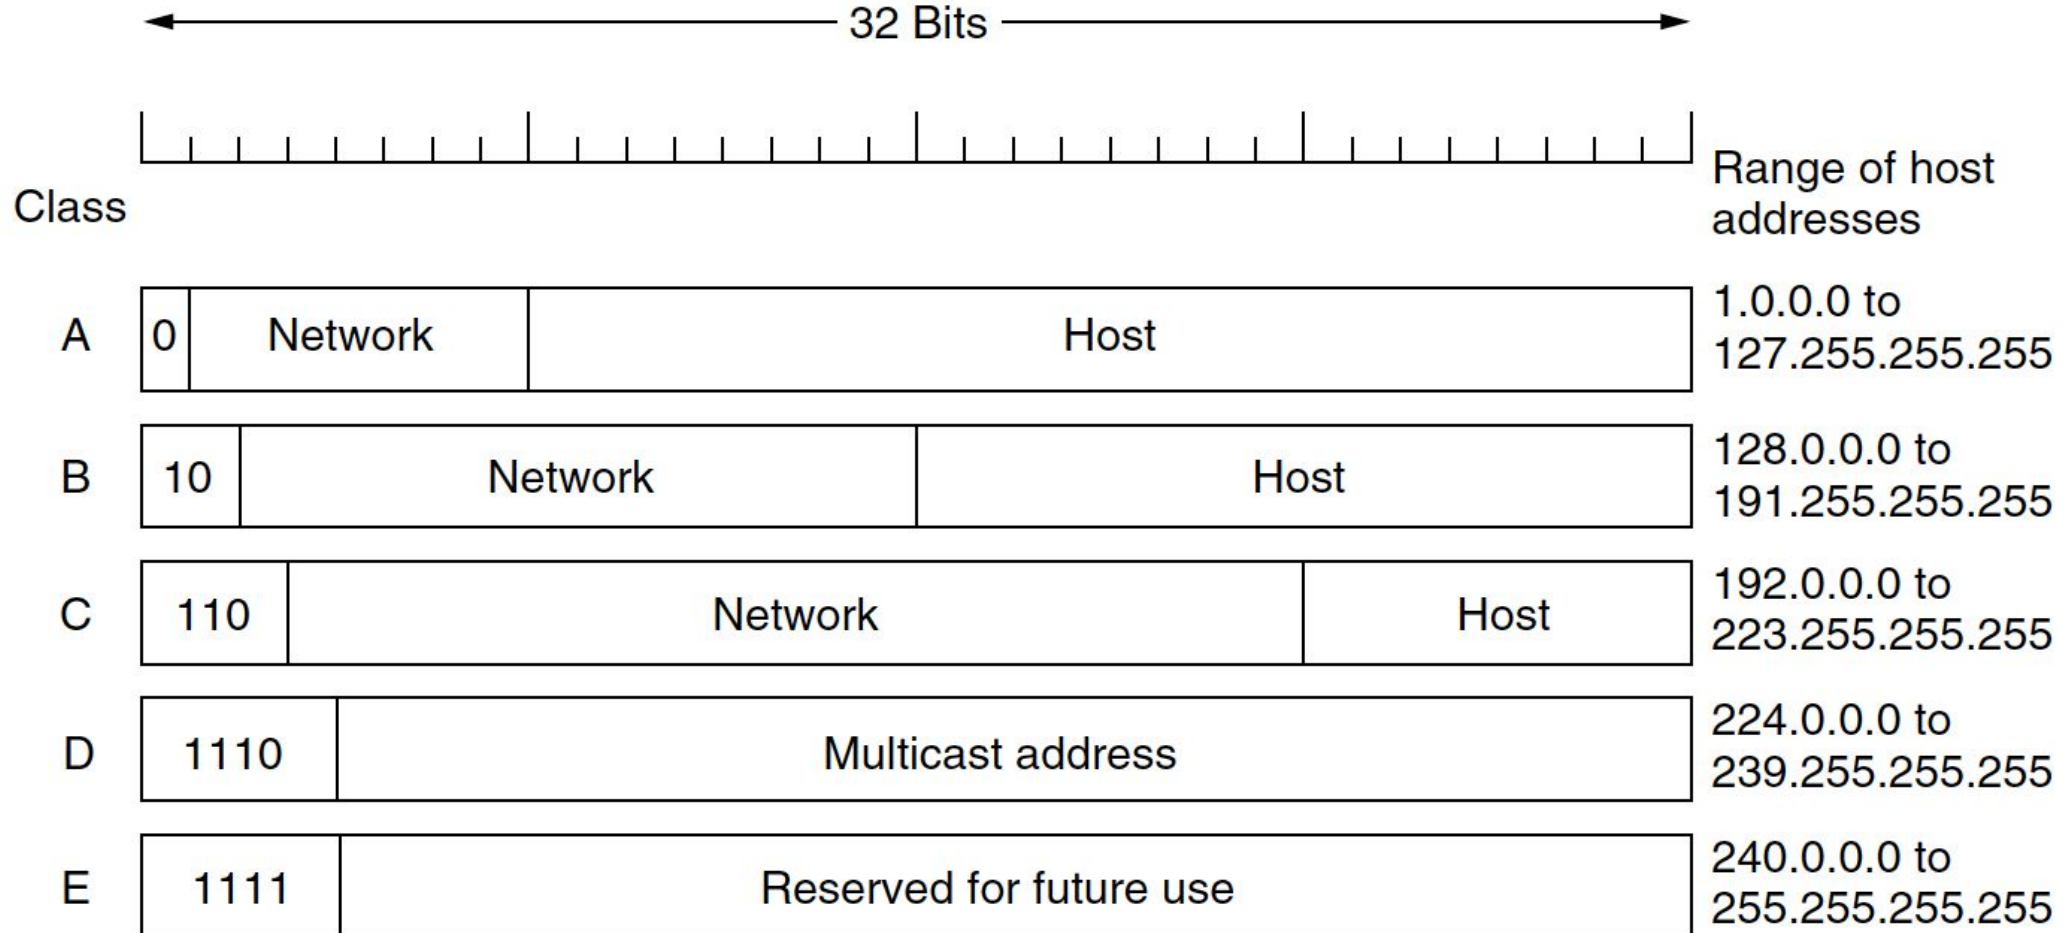 32 Bits
Range of host
addresses
Class
A 0 Network Host 1.0.0.0 to
127.255.255.255
B 10 Network Host 128.0.0.0 to
191.255.255.255
C 110 Network Host 192.0.0.0 to
223.255.255.255
D 1110 Multicast address 224.0.0.0 to
239.255.255.255
E 1111 Reserved for future use 240.0.0.0 to
255.255.255.255